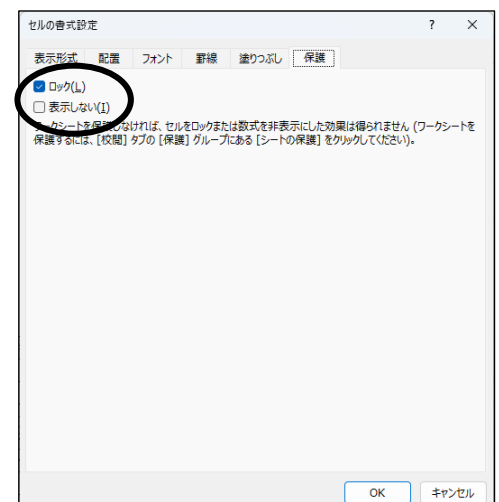 セルの書式設定 ? ×
表示形式 配置 フォント 罫線 塗りつぶし 保護
ロック(L)
表示しない(I)
ワークシートを保護しなければ、セルをロックまたは数式を非表示にした効果は得られません (ワークシートを
保護するには、[校閲] タブの [保護] グループにある [シートの保護] をクリックしてください)。
OK キャンセル